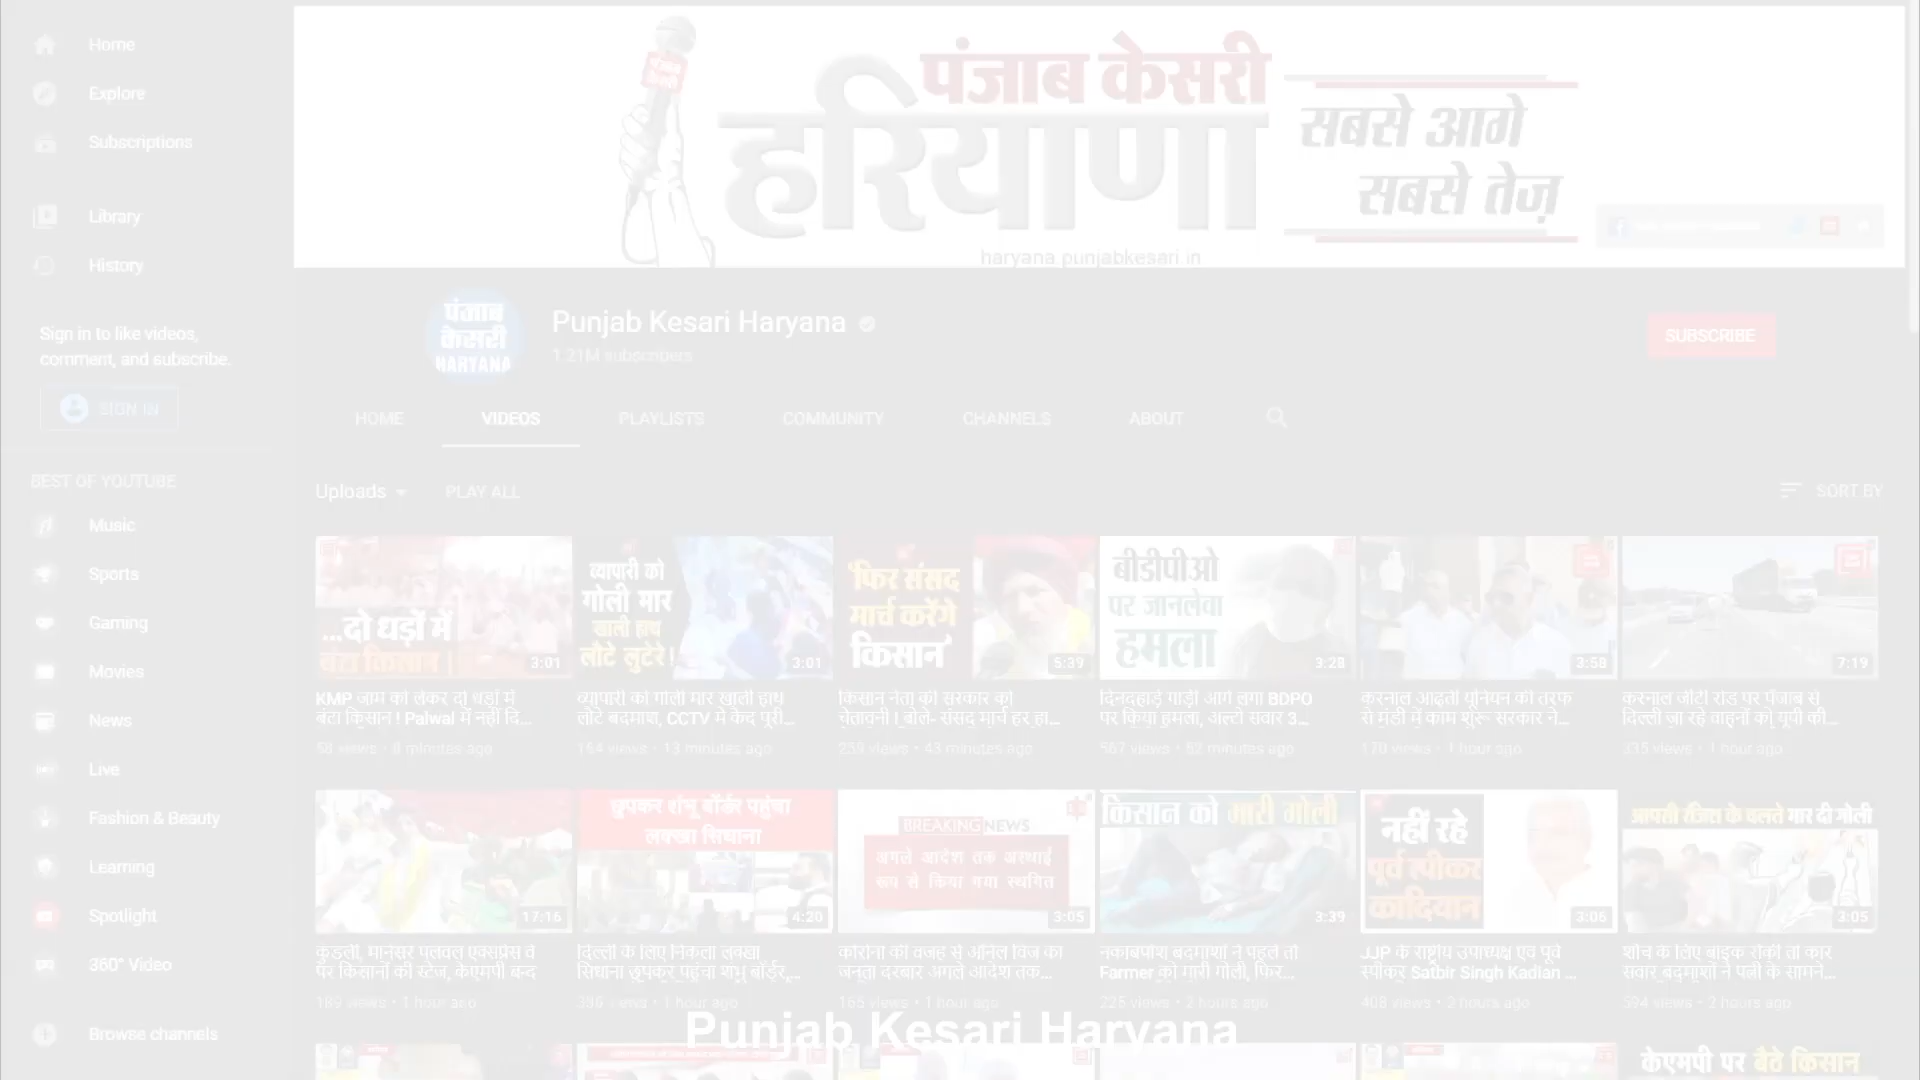 Home
Explore
Subscriptions
Library
History
Sign in to like videos,
comment, and subscribe.
SIGN IN
BEST OF YOUTUBE
Music
Sports
Gaming
Movies
News
Live
Fashion & Beauty
Learning
Spotlight
360° Video
Browse channels
पंजाब केसरी
हरियाणा
सबसे आगे
सबसे तेज़
haryana.punjabkesari.in
पंजाब
केसरी
HARYANA
Punjab Kesari Haryana
1.21M subscribers
SUBSCRIBE
HOME VIDEOS PLAYLISTS COMMUNITY CHANNELS ABOUT
Uploads PLAY ALL SORT BY
...दो धड़ों में
बंटा किसान !
3:01
व्यापारी को
गोली मार
खाली हाथ
लौटे लुटेरे !
3:01
'फिर संसद
मार्च करेंगे
किसान'
5:39
बीडीपीओ
पर जानलेवा
हमला
3:28
3:58
7:19
KMP जाम को लेकर दो धड़ों में
बंटा किसान ! Palwal में नहीं दि...
58 views • 8 minutes ago
व्यापारी को गोली मार खाली हाथ
लौटे बदमाश, CCTV में कैद पूरी...
164 views • 13 minutes ago
किसान नेता की सरकार को
चेतावनी ! बोले- संसद मार्च हर हा...
259 views • 43 minutes ago
दिनदहाड़े गाड़ी आगे लगा BDPO
पर किया हमला, अल्टो सवार 3...
567 views • 52 minutes ago
करनाल आढ़ती यूनियन की तरफ
से मंडी में काम शुरू सरकार ने...
170 views • 1 hour ago
करनाल जीटी रोड पर पंजाब से
दिल्ली जा रहे वाहनों को यूपी की...
335 views • 1 hour ago
17:16
छुपकर शंभू बॉर्डर पहुंचा
लक्खा सिधाना
4:20
BREAKING NEWS
अगले आदेश तक अस्थाई
रूप से किया गया स्थगित
3:05
किसान को मारी गोली
3:39
नहीं रहे
पूर्व स्पीकर
कादियान
3:06
आपसी रंजिश के चलते मार दी गोली
3:05
कुंडली, मानेसर पलवल एक्सप्रेस वे
पर किसानों की स्टेज, केएमपी बन्द
189 views • 1 hour ago
दिल्ली के लिए निकला लक्खा
सिधाना छुपकर पहुंचा शंभू बॉर्डर,...
views • 1 hour ago
कोरोना की वजह से अनिल विज का
जनता दरबार अगले आदेश तक...
165 views • 1 hour ago
नकाबपोश बदमाशों ने पहले तो
Farmer को मारी गोली, फिर...
225 views • 2 hours ago
JJP के राष्ट्रीय उपाध्यक्ष एवं पूर्व
स्पीकर Satbir Singh Kadian ...
408 views • 2 hours ago
शौच के लिए बाइक रोकी तो कार
सवार बदमाशों ने पत्नी के सामने...
594 views • 2 hours ago
Punjab Kesari Haryana
केएमपी पर बैठे किसान